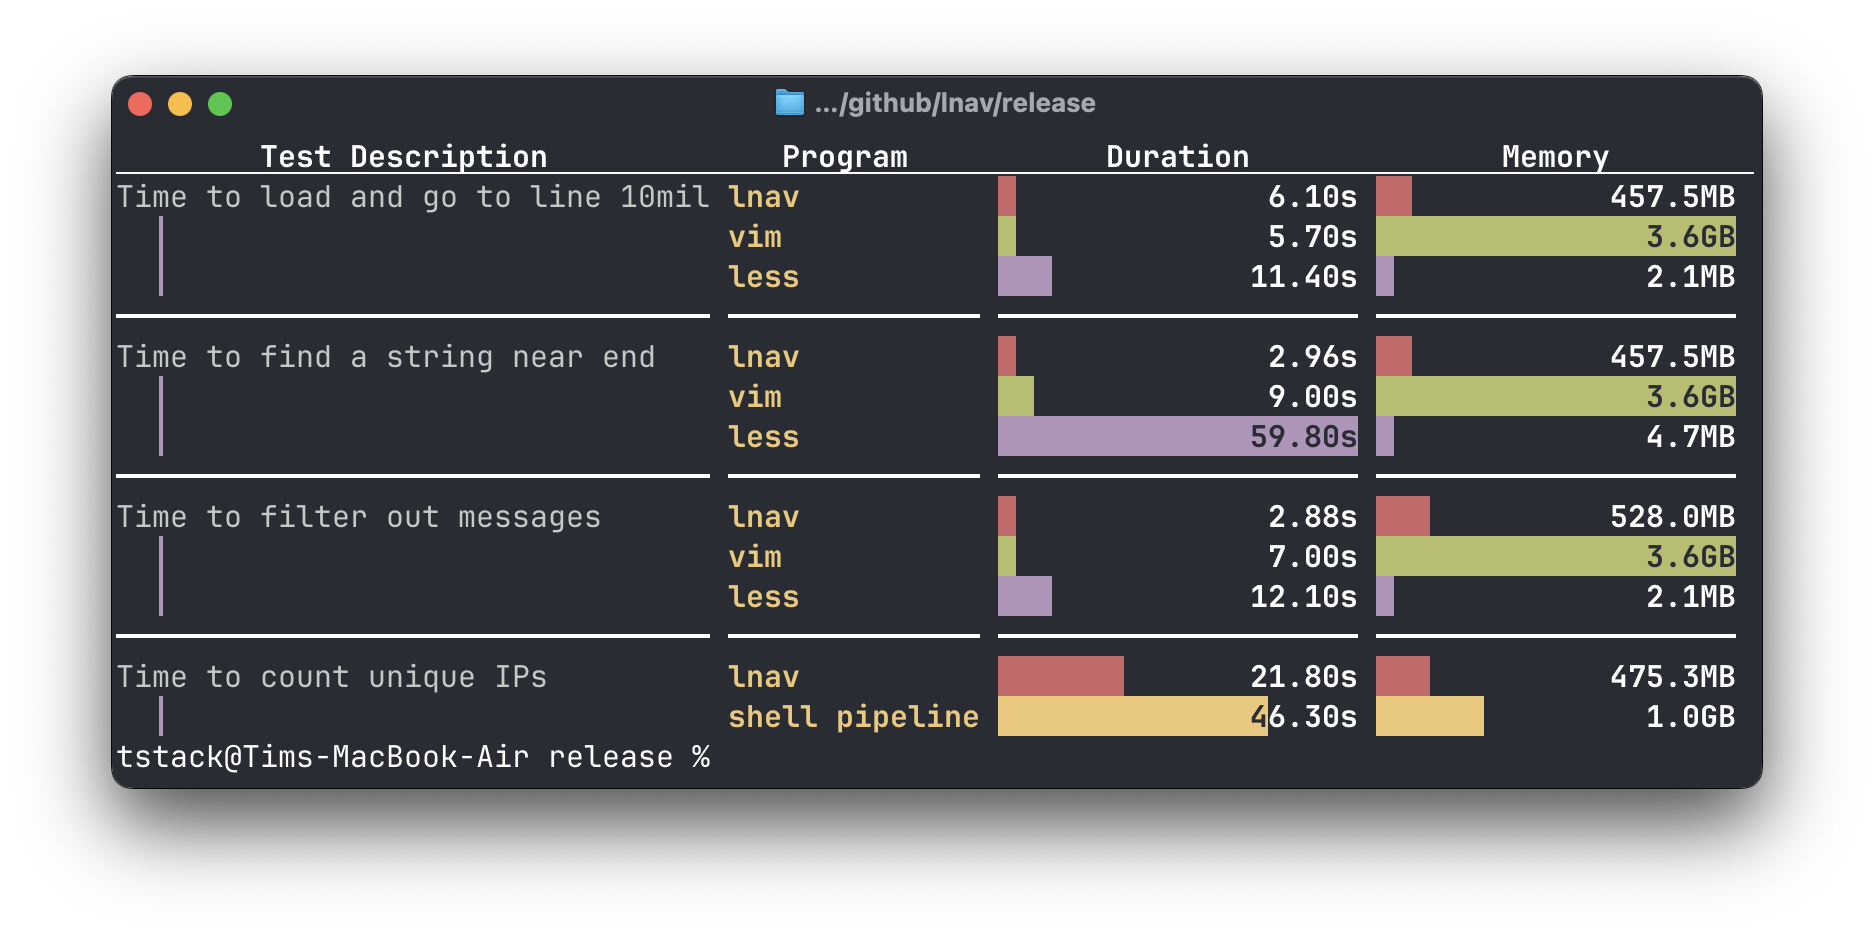 .../github/lnav/release
Test Description Program Duration Memory
Time to load and go to line 10mil lnav 6.10s 457.5MB
vim 5.70s 3.6GB
less 11.40s 2.1MB
Time to find a string near end lnav 2.96s 457.5MB
vim 9.00s 3.6GB
less 59.80s 4.7MB
Time to filter out messages lnav 2.88s 528.0MB
vim 7.00s 3.6GB
less 12.10s 2.1MB
Time to count unique IPs lnav 21.80s 475.3MB
shell pipeline 46.30s 1.0GB
tstack@Tims-MacBook-Air release %